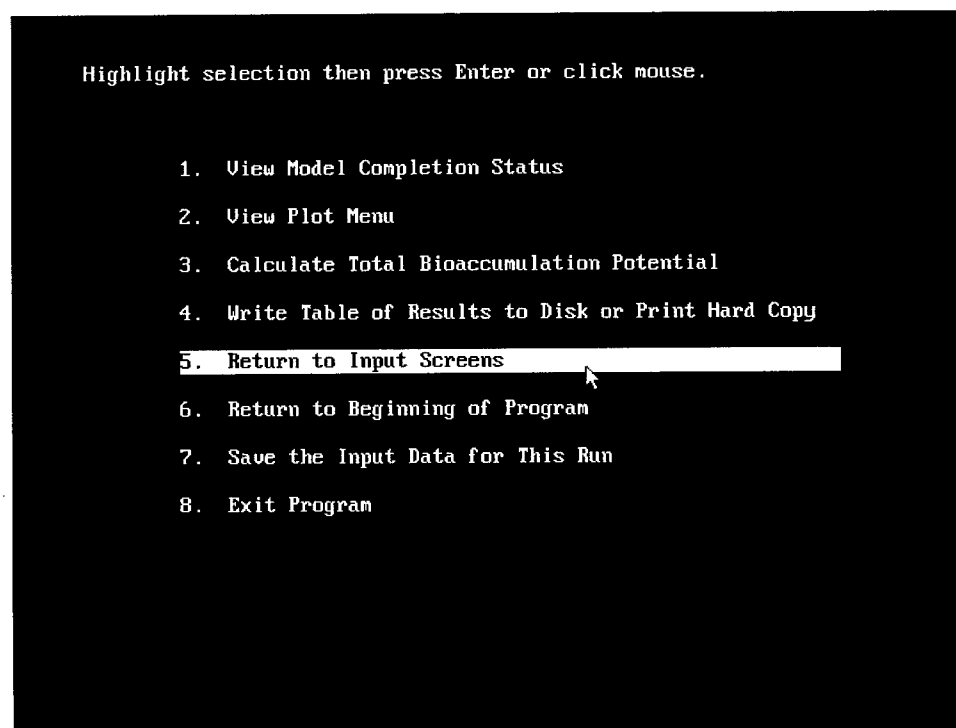 Highlight selection then press Enter or click mouse.
1. View Model Completion Status
2. View Plot Menu
3. Calculate Total Bioaccumulation Potential
4. Write Table of Results to Disk or Print Hard Copy
5. Return to Input Screens
6. Return to Beginning of Program
7. Save the Input Data for This Run
8. Exit Program